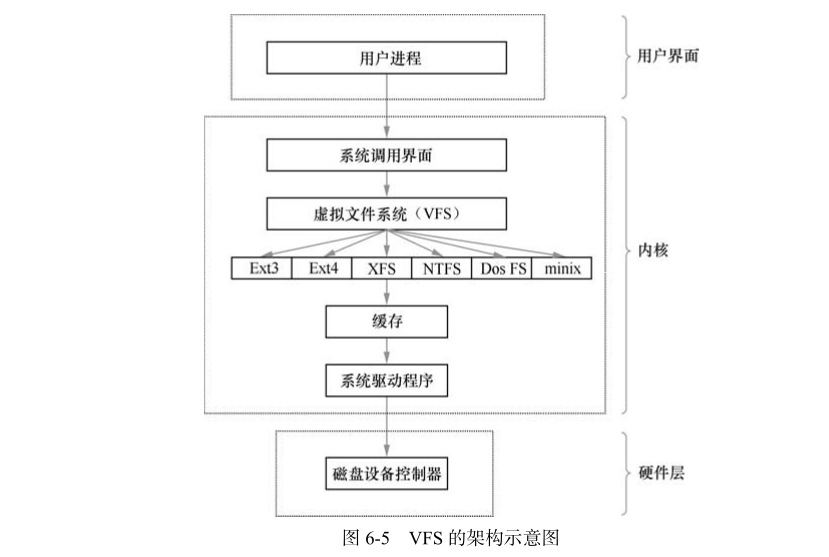 用户进程
用户界面
系统调用界面
虚拟文件系统（VFS）
内核
Ext3 Ext4 XFS NTFS Dos FS minix
缓存
系统驱动程序
磁盘设备控制器
硬件层
图 6-5 VFS 的架构示意图